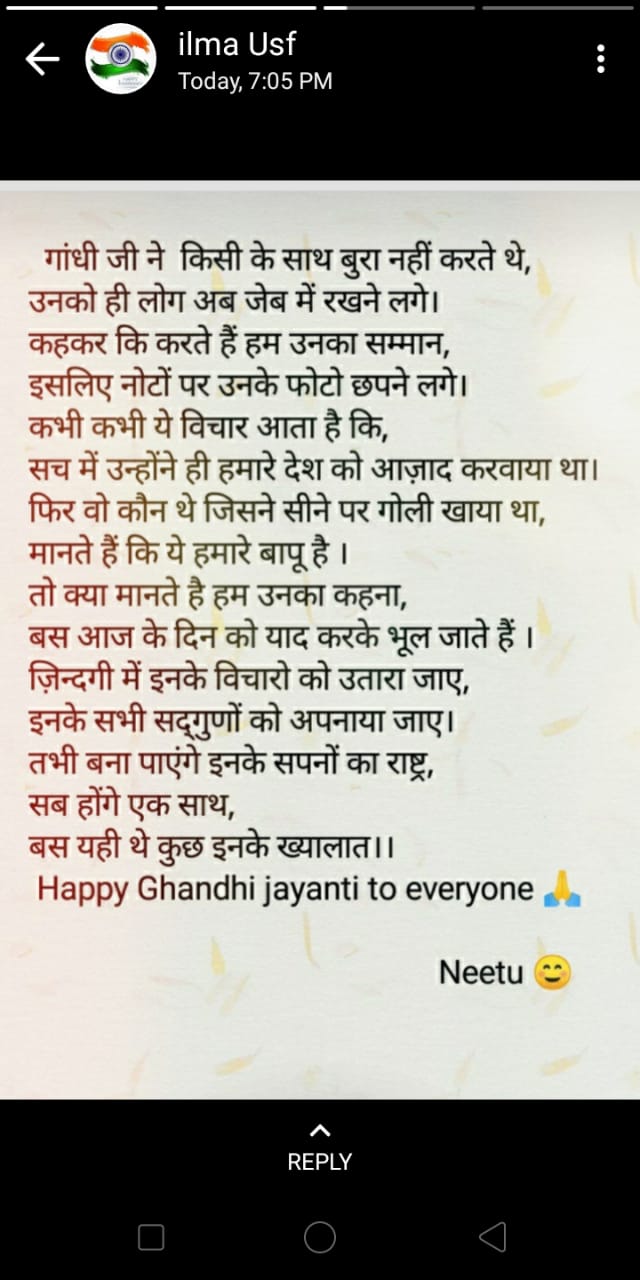 ilma Usf
Today, 7:05 PM
गांधी जी ने किसी के साथ बुरा नहीं करते थे,
उनको ही लोग अब जेब में रखने लगे।
कहकर कि करते हैं हम उनका सम्मान,
इसलिए नोटों पर उनके फोटो छपने लगे।
कभी कभी ये विचार आता है कि,
सच में उन्होंने ही हमारे देश को आज़ाद करवाया था।
फिर वो कौन थे जिसने सीने पर गोली खाया था,
मानते हैं कि ये हमारे बापू है ।
तो क्या मानते है हम उनका कहना,
बस आज के दिन को याद करके भूल जाते हैं ।
ज़िन्दगी में इनके विचारो को उतारा जाए,
इनके सभी सद्गुणों को अपनाया जाए।
तभी बना पाएंगे इनके सपनों का राष्ट्र,
सब होंगे एक साथ,
बस यही थे कुछ इनके ख्यालात।।
Happy Ghandhi jayanti to everyone 🙏
Neetu 😊
REPLY